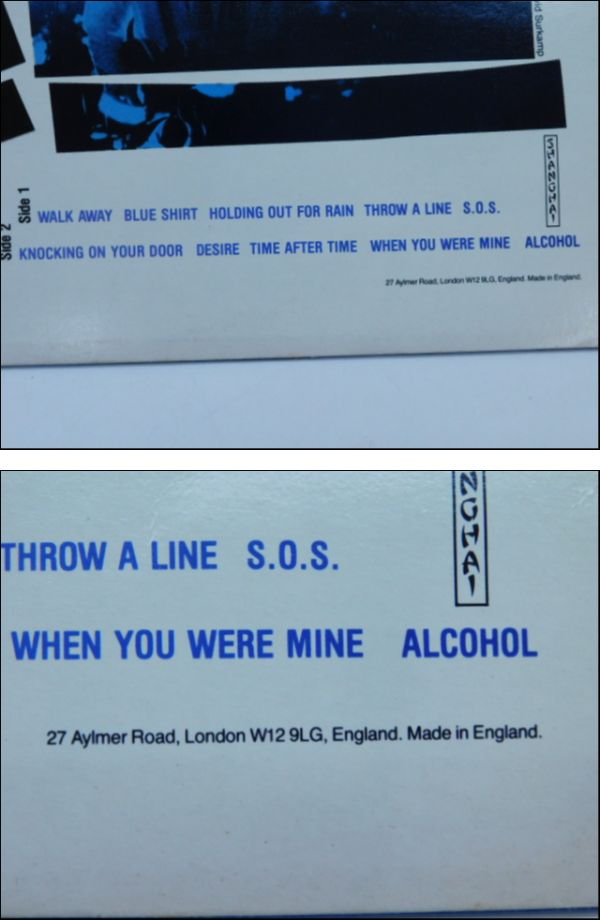 id Surkamp
SHANGHAI
Side 1
WALK AWAY BLUE SHIRT HOLDING OUT FOR RAIN THROW A LINE S.O.S.
Side 2
KNOCKING ON YOUR DOOR DESIRE TIME AFTER TIME WHEN YOU WERE MINE ALCOHOL
27 Aylmer Road, London W12 9LG, England. Made in England.
NGHAI
THROW A LINE S.O.S.
WHEN YOU WERE MINE ALCOHOL
27 Aylmer Road, London W12 9LG, England. Made in England.